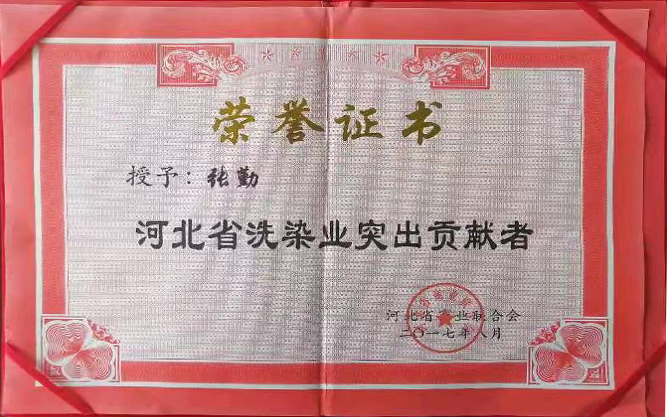 荣誉证书
授予：张勤
河北省洗染业突出贡献者
河北省 业联合会
二〇一七年八月